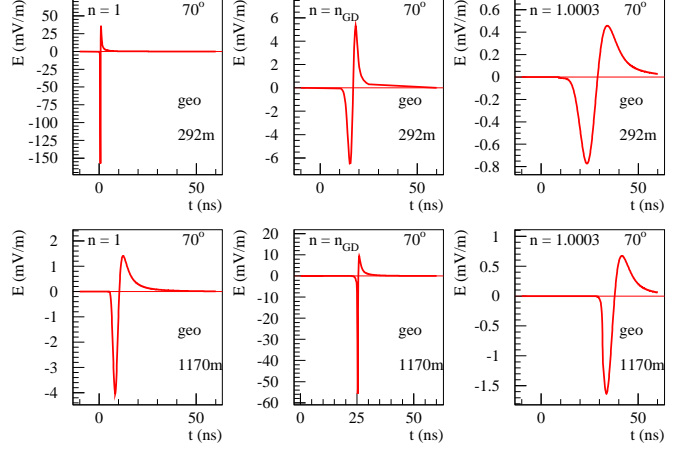 n = 1 70°
50
25
0
-25
-50
-75
-100
-125
-150
E (mV/m)
geo
292m
0 50
t (ns)
n = nGD 70°
6
4
2
0
-2
-4
-6
E (mV/m)
geo
292m
0 50
t (ns)
n = 1.0003 70°
0.4
0.2
0
-0.2
-0.4
-0.6
-0.8
E (mV/m)
geo
292m
0 50
t (ns)
n = 1 70°
2
1
0
-1
-2
-3
-4
E (mV/m)
geo
1170m
0 50
t (ns)
n = nGD 70°
20
10
0
-10
-20
-30
-40
-50
-60
E (mV/m)
geo
1170m
0 25 50
t (ns)
n = 1.0003 70°
1
0.5
0
-0.5
-1
-1.5
E (mV/m)
geo
1170m
0 50
t (ns)